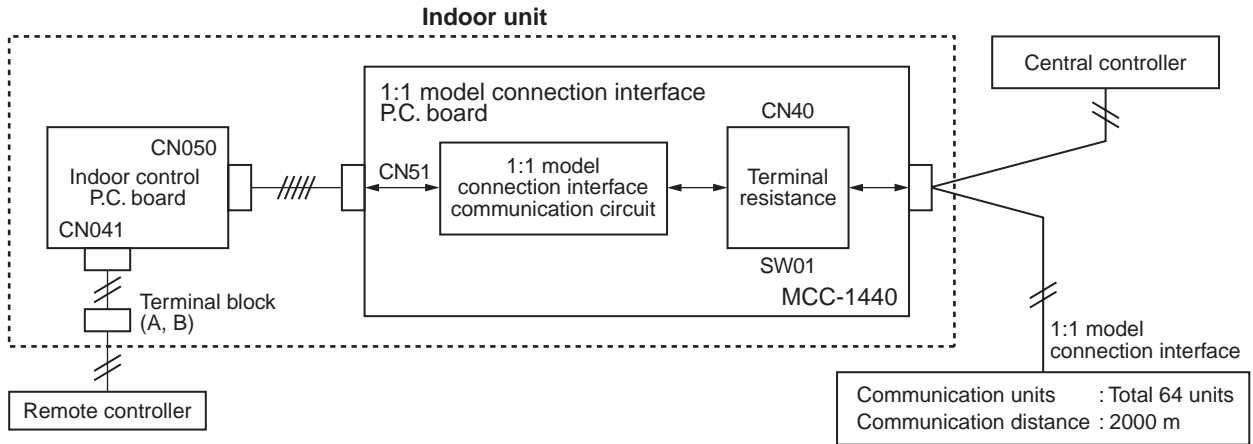 Indoor unit
Central controller
1:1 model connection interface
P.C. board
CN40
CN050
Indoor control
P.C. board
CN041
CN51
1:1 model
connection interface
communication circuit
Terminal
resistance
SW01
MCC-1440
Terminal block
(A, B)
1:1 model
connection interface
Remote controller
Communication units : Total 64 units
Communication distance : 2000 m